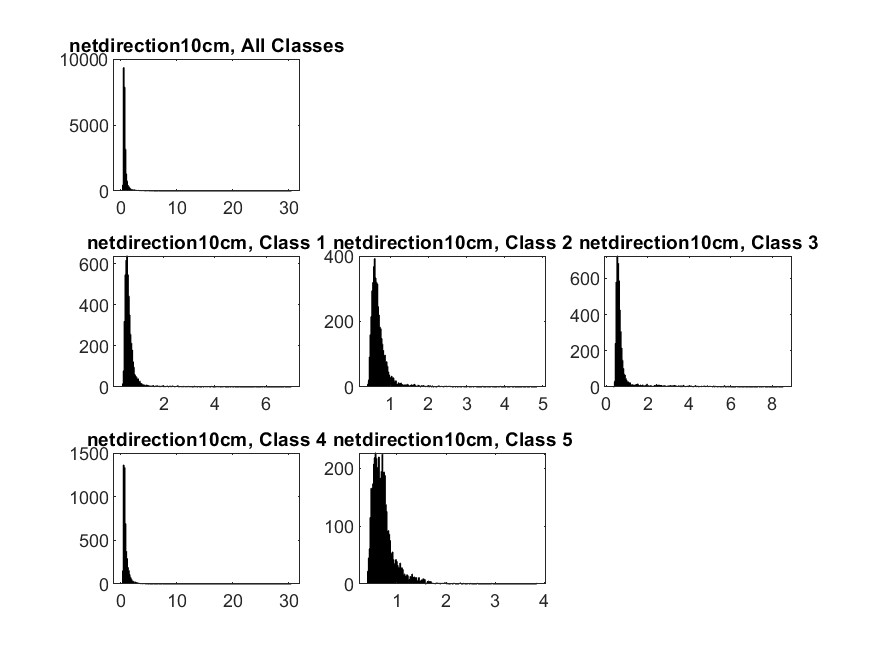 netdirection10cm, All Classes
10000
5000
0
0 10 20 30
netdirection10cm, Class 1 netdirection10cm, Class 2 netdirection10cm, Class 3
600
400
200
0
2 4 6
400
200
0
1 2 3 4 5
600
400
200
0
0 2 4 6 8
netdirection10cm, Class 4 netdirection10cm, Class 5
1500
1000
500
0
0 10 20 30
200
100
0
1 2 3 4